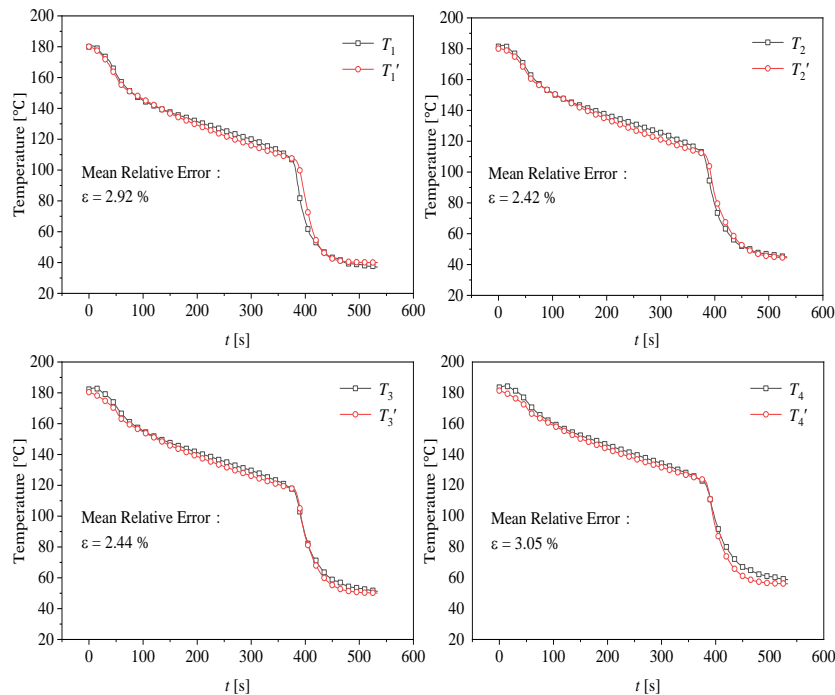 200
180
160
140
120
100
80
60
40
20
Temperature [°C]
T1
T1′
Mean Relative Error：
ε = 2.92 %
0 100 200 300 400 500 600
t [s]
200
180
160
140
120
100
80
60
40
20
Temperature [°C]
T2
T2′
Mean Relative Error：
ε = 2.42 %
0 100 200 300 400 500 600
t [s]
200
180
160
140
120
100
80
60
40
20
Temperature [°C]
T3
T3′
Mean Relative Error：
ε = 2.44 %
0 100 200 300 400 500 600
t [s]
200
180
160
140
120
100
80
60
40
20
Temperature [°C]
T4
T4′
Mean Relative Error：
ε = 3.05 %
0 100 200 300 400 500 600
t [s]